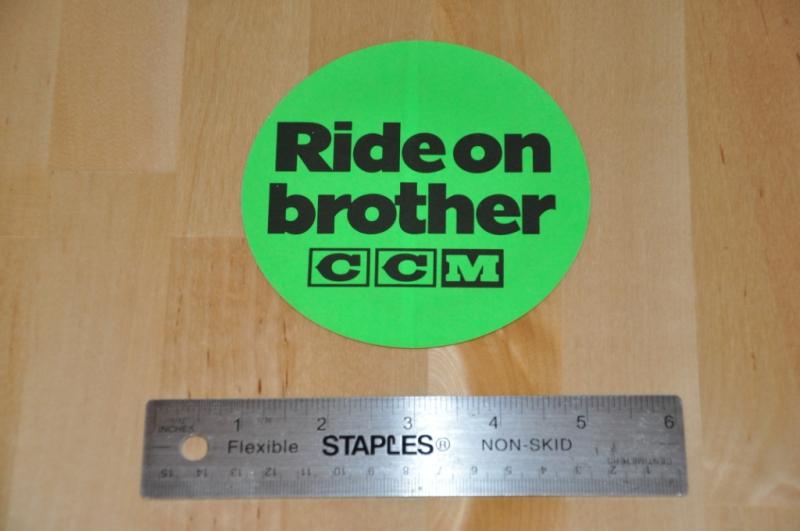 Ride on
brother
CCM
1 2 3 4 5 6
INCHES
Flexible STAPLES® NON-SKID
CENTIMETERS
15 14 13 12 11 10 9 8 7 6 5 4 3 2 1